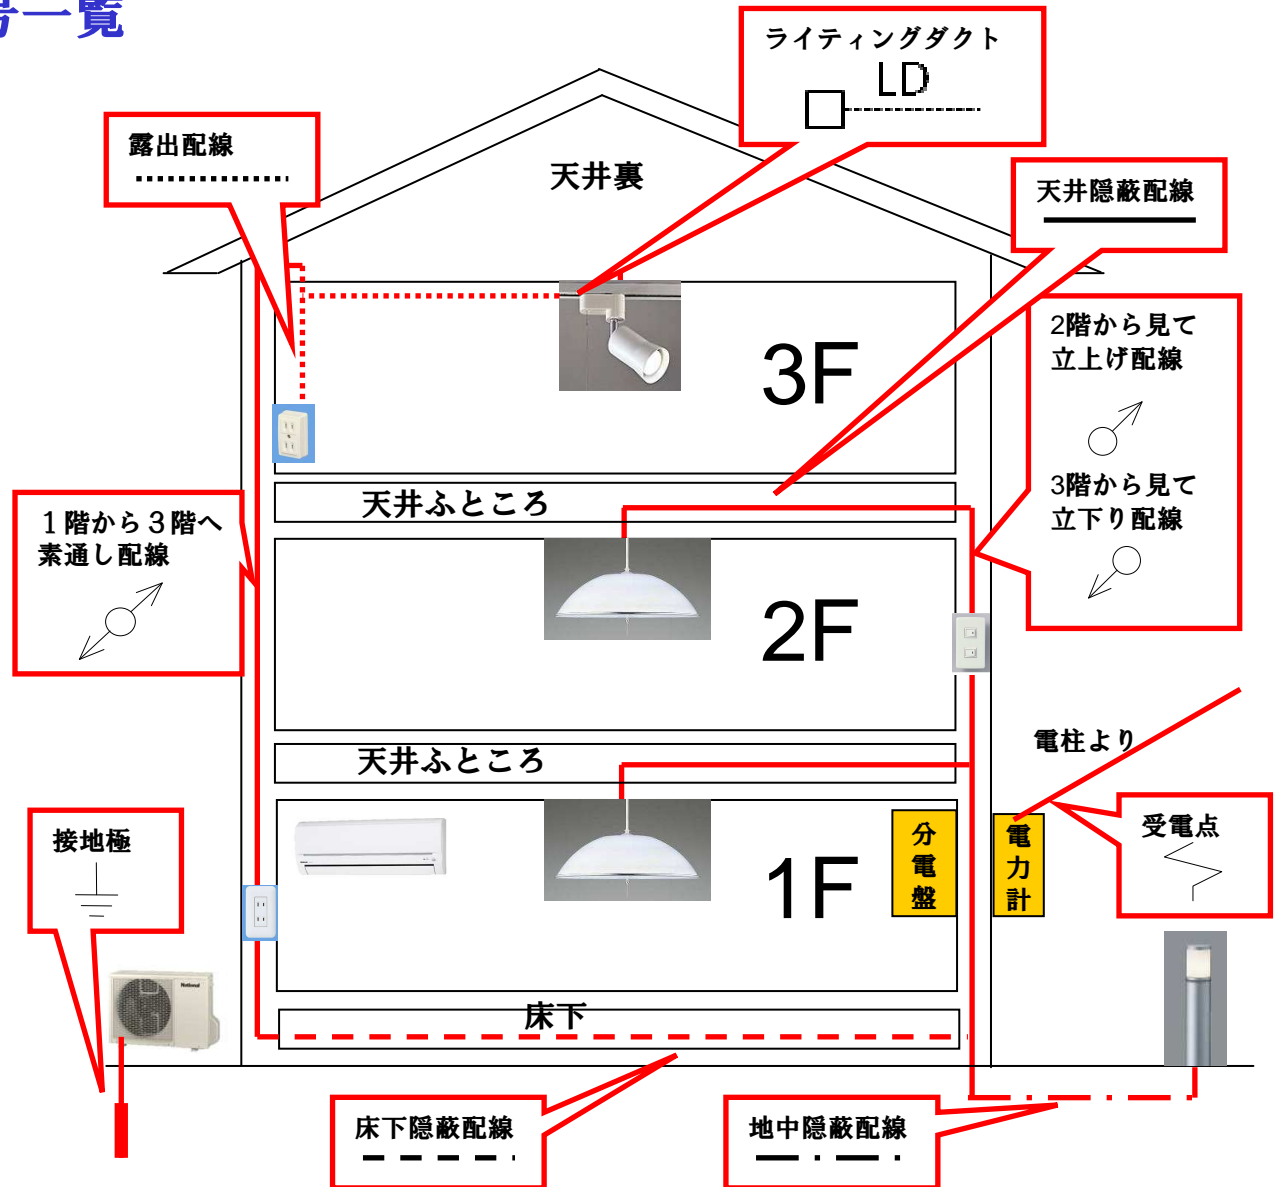 号一覧
ライティングダクト
LD
露出配線
天井裏
天井隠蔽配線
2階から見て
立上げ配線
3F
3階から見て
立下り配線
天井ふところ
１階から３階へ
素通し配線
2F
電柱より
天井ふところ
接地極
分電盤
電力計
受電点
1F
National
床下
床下隠蔽配線
地中隠蔽配線